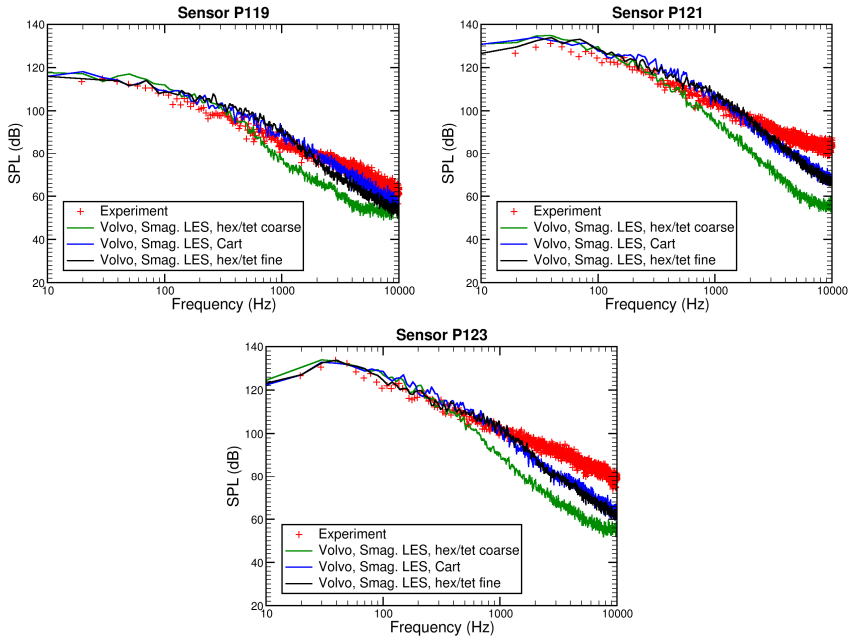 Sensor P119
SPL (dB)
140
120
100
80
60
40
20
Experiment
Volvo, Smag. LES, hex/tet coarse
Volvo, Smag. LES, Cart
Volvo, Smag. LES, hex/tet fine
10 100 1000 10000
Frequency (Hz)
Sensor P121
SPL (dB)
140
120
100
80
60
40
20
Experiment
Volvo, Smag. LES, hex/tet coarse
Volvo, Smag. LES, Cart
Volvo, Smag. LES, hex/tet fine
10 100 1000 10000
Frequency (Hz)
Sensor P123
SPL (dB)
140
120
100
80
60
40
20
Experiment
Volvo, Smag. LES, hex/tet coarse
Volvo, Smag. LES, Cart
Volvo, Smag. LES, hex/tet fine
10 100 1000 10000
Frequency (Hz)